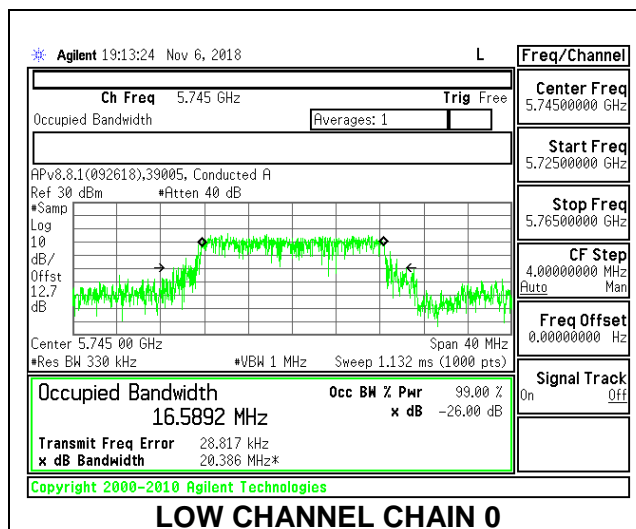 Agilent 19:13:24 Nov 6, 2018 L Freq/Channel
Ch Freq 5.745 GHz Trig Free
Occupied Bandwidth Averages: 1
APv8.8.1(092618),39005, Conducted A
Ref 30 dBm #Atten 40 dB
#Samp
Log
10
dB/
Offst
12.7
dB
Center 5.745 00 GHz Span 40 MHz
#Res BW 330 kHz #VBW 1 MHz Sweep 1.132 ms (1000 pts)
Occupied Bandwidth Occ BW % Pwr 99.00 %
16.5892 MHz x dB -26.00 dB
Transmit Freq Error 28.817 kHz
x dB Bandwidth 20.386 MHz*
Copyright 2000-2010 Agilent Technologies
Center Freq
5.74500000 GHz
Start Freq
5.72500000 GHz
Stop Freq
5.76500000 GHz
CF Step
4.00000000 MHz
Auto Man
Freq Offset
0.00000000 Hz
Signal Track
On Off
LOW CHANNEL CHAIN 0